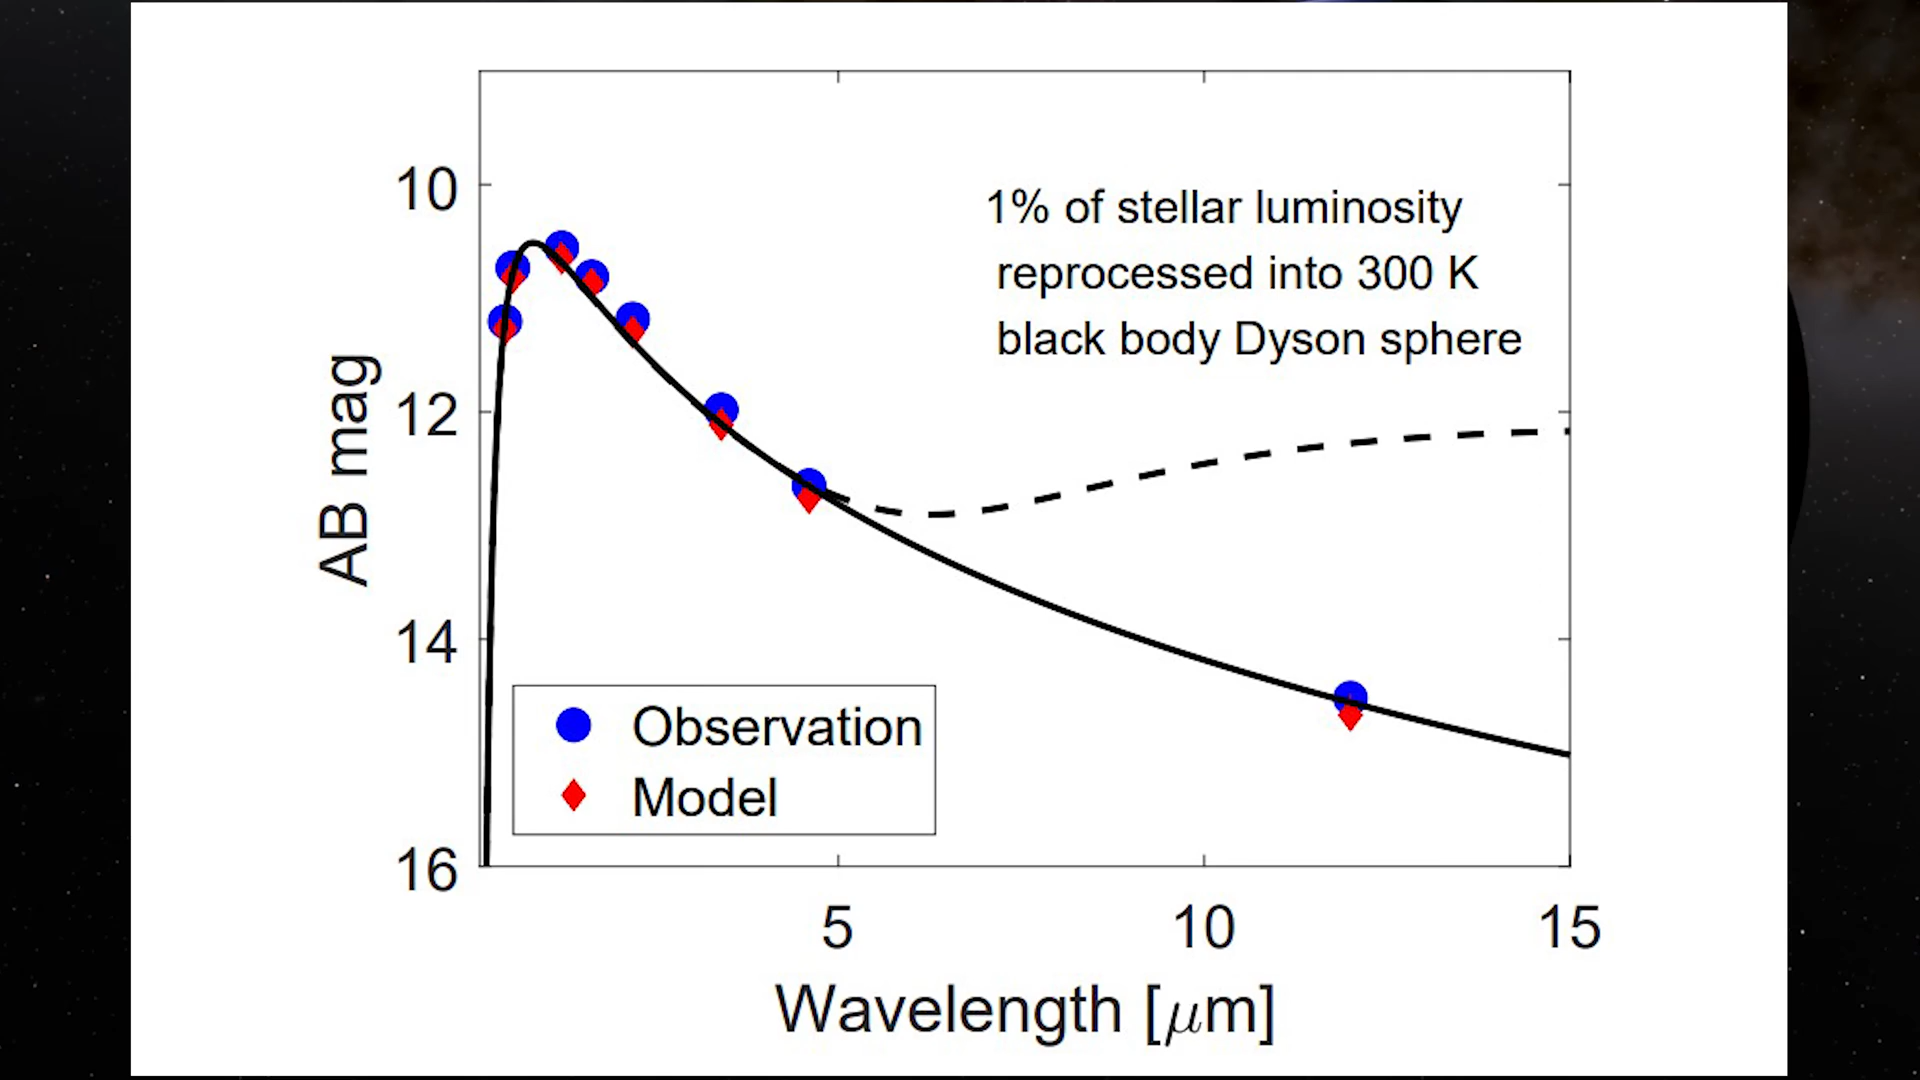 1% of stellar luminosity
reprocessed into 300 K
black body Dyson sphere
AB mag
10
12
14
16
Observation
Model
5 10 15
Wavelength [μm]